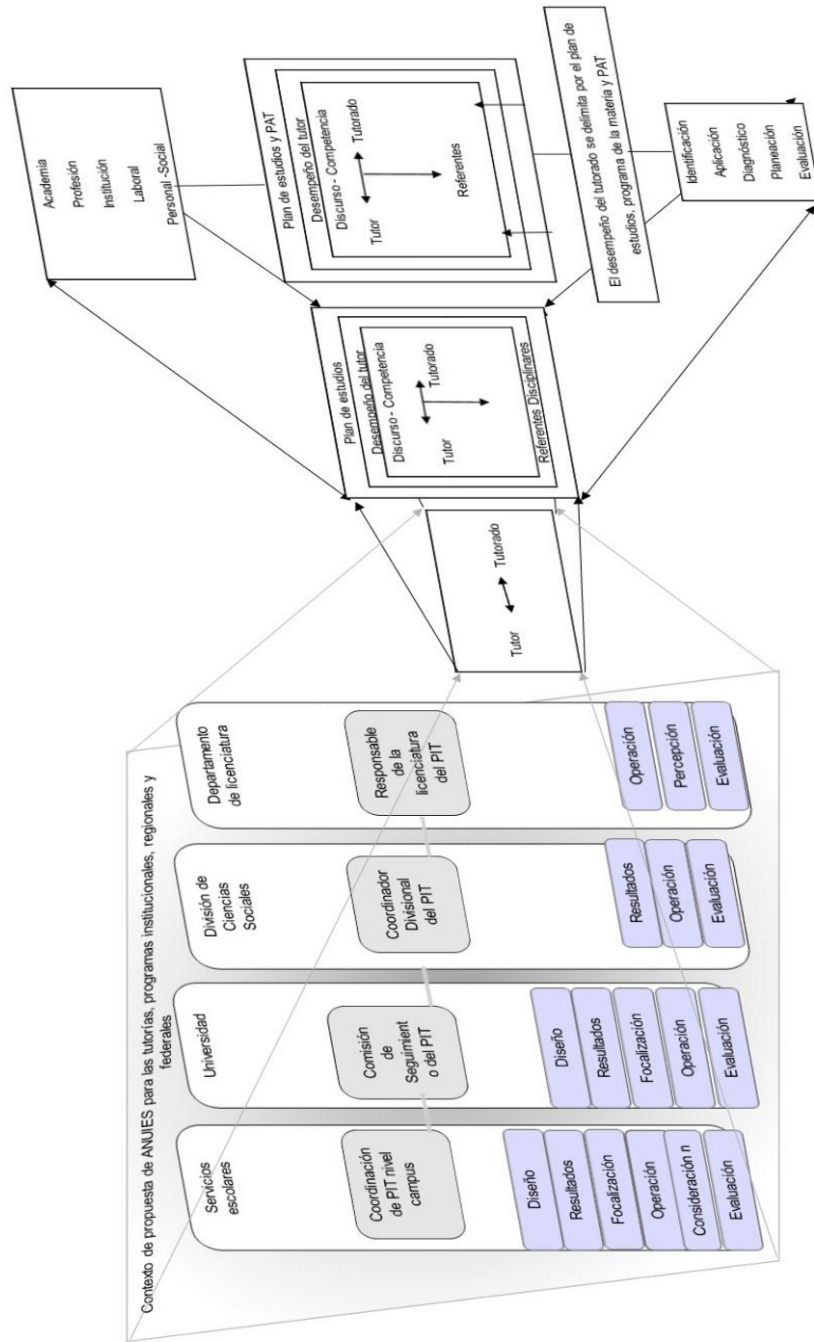 Contexto de propuesta de ANUIES para las tutorías, programas institucionales, regionales y
federales
Servicios
escolares
Coordinación
de PIT nivel
campus
Diseño
Resultados
Focalización
Operación
Consideración n
Evaluación
Universidad
Comisión
de
Seguimient
o del PIT
Diseño
Resultados
Focalización
Operación
Evaluación
División de
Ciencias
Sociales
Coordinador
Divisional
del PIT
Resultados
Operación
Evaluación
Departamento
de licenciatura
Responsable
de la
licenciatura
del PIT
Operación
Percepción
Evaluación
Tutor
Tutorado
Plan de estudios
Desempeño del tutor
Discurso - Competencia
Tutor
Tutorado
Referentes Disciplinares
Academia
Profesión
Institución
Laboral
Personal -Social
Plan de estudios y PAT
Desempeño del tutor
Discurso - Competencia
Tutor
Tutorado
Referentes
El desempeño del tutorado se delimita por el plan de
estudios, programa de la materia y PAT
Identificación
Aplicación
Diagnóstico
Planeación
Evaluación